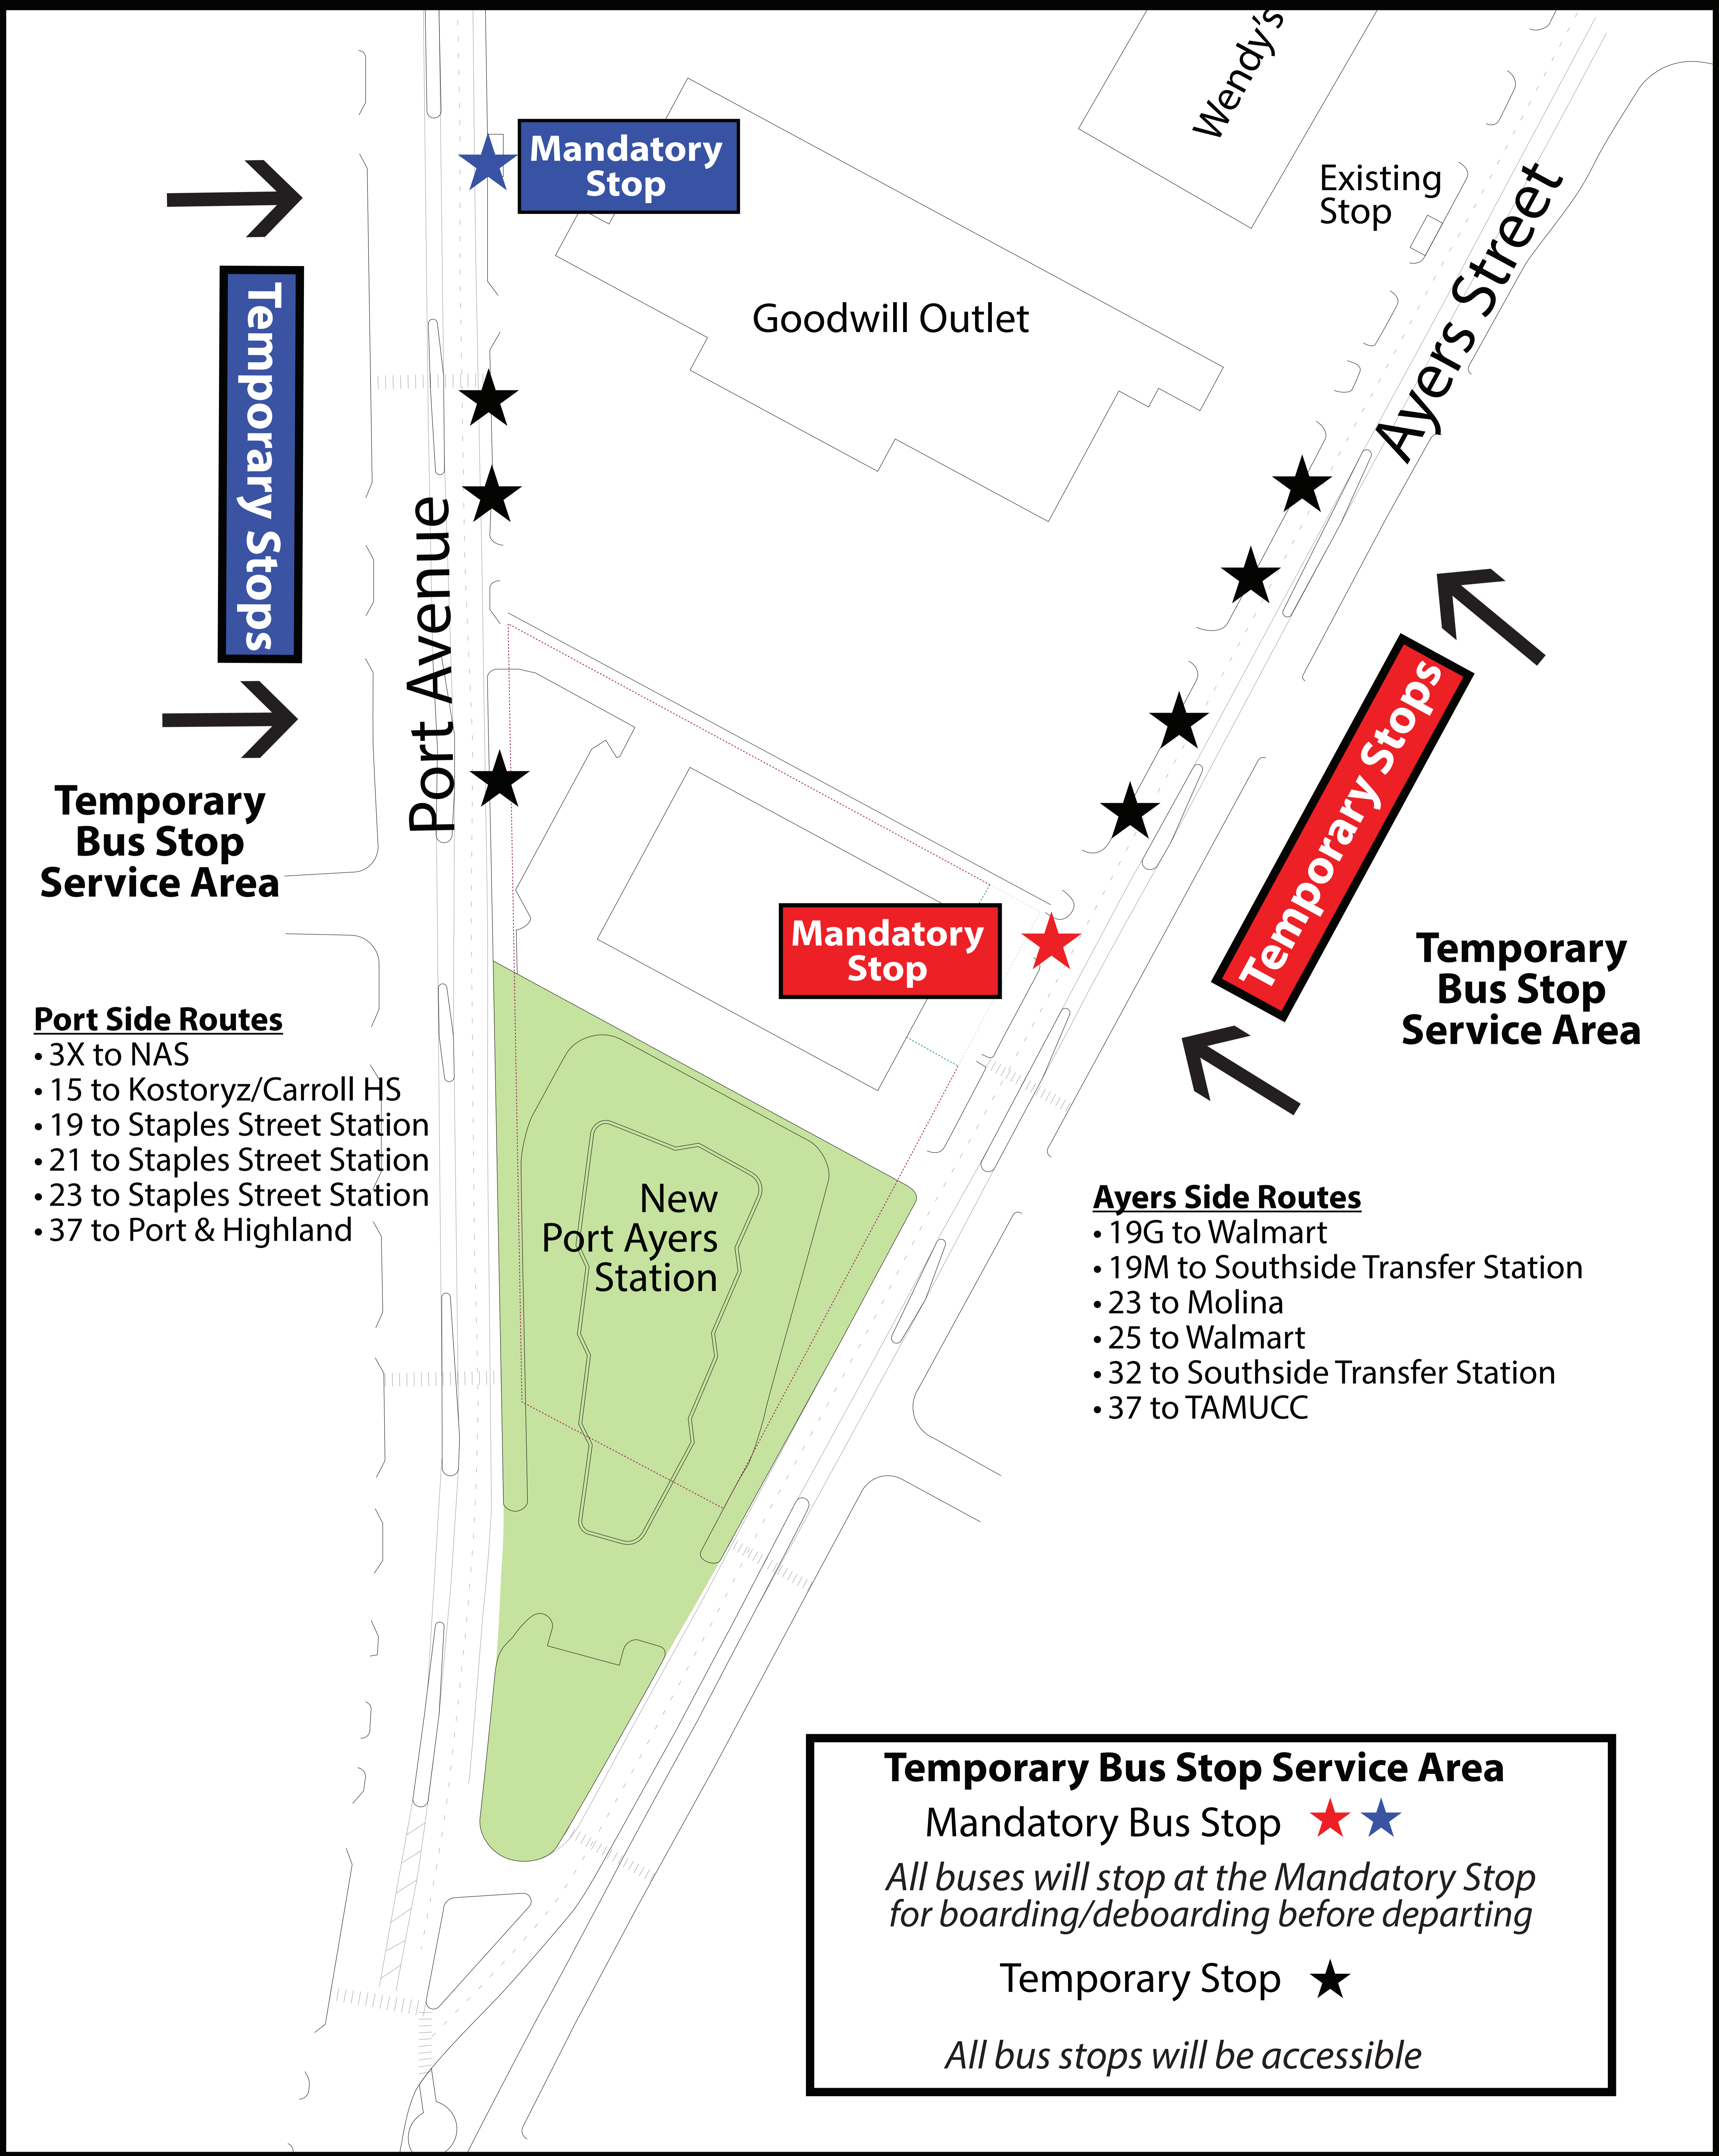 Wendy's
Mandatory
Stop
Existing
Stop
Ayers Street
Goodwill Outlet
Temporary Stops
Port Avenue
Temporary Stops
Temporary
Bus Stop
Service Area
Mandatory
Stop
Temporary
Bus Stop
Service Area
Port Side Routes
• 3X to NAS
• 15 to Kostoryz/Carroll HS
• 19 to Staples Street Station
• 21 to Staples Street Station
• 23 to Staples Street Station
• 37 to Port & Highland
New
Port Ayers
Station
Ayers Side Routes
• 19G to Walmart
• 19M to Southside Transfer Station
• 23 to Molina
• 25 to Walmart
• 32 to Southside Transfer Station
• 37 to TAMUCC
Temporary Bus Stop Service Area
Mandatory Bus Stop
All buses will stop at the Mandatory Stop
for boarding/deboarding before departing
Temporary Stop
All bus stops will be accessible